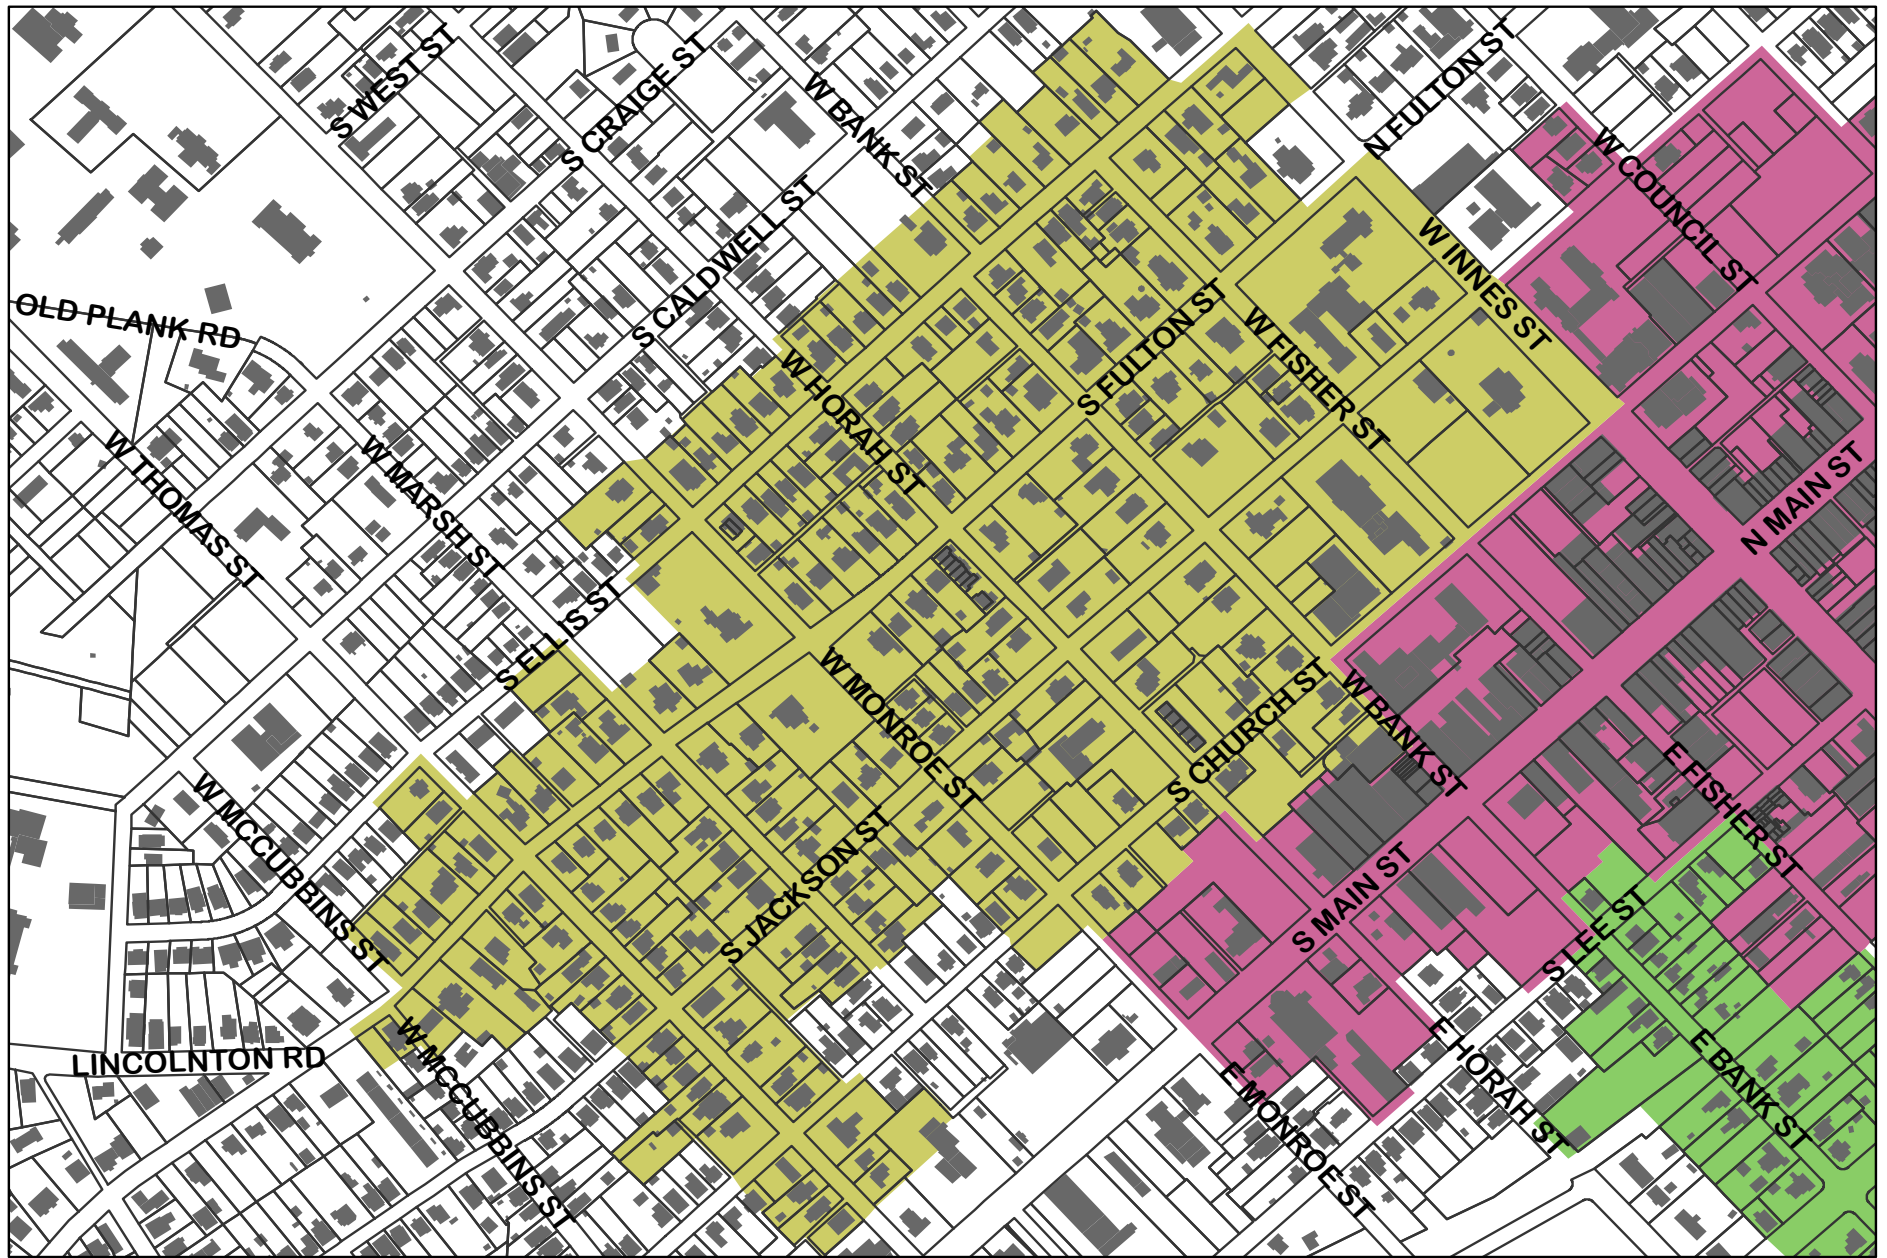 S WEST ST
S CRAIGE ST
W BANK ST
N FULTON ST
W COUNCIL ST
S CALDWELL ST
W INNES ST
OLD PLANK RD
S FULTON ST
W FISHER ST
W HORAH ST
W THOMAS ST
W MARSH ST
N MAIN ST
S ELLIS ST
W MONROE ST
S CHURCH ST
W BANK ST
E FISHER ST
W MCCUBBINS ST
S JACKSON ST
S MAIN ST
S LEE ST
LINCOLNTON RD
W MCCUBBINS ST
E HORAH ST
E BANK ST
E MONROE ST